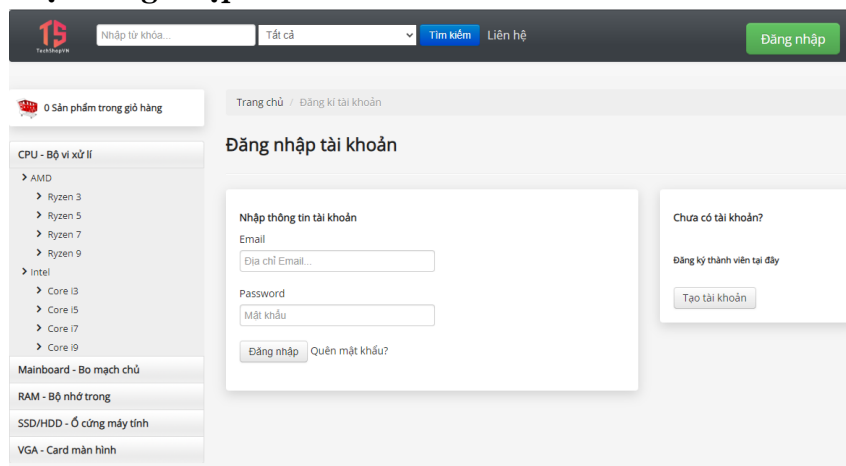 TS
TechShopVN
Nhập từ khóa...
Tất cả
Tìm kiếm
Liên hệ
Đăng nhập
0 Sản phẩm trong giỏ hàng
CPU - Bộ vi xử lí
AMD
Ryzen 3
Ryzen 5
Ryzen 7
Ryzen 9
Intel
Core i3
Core i5
Core i7
Core i9
Mainboard - Bo mạch chủ
RAM - Bộ nhớ trong
SSD/HDD - Ổ cứng máy tính
VGA - Card màn hình
Trang chủ / Đăng kí tài khoản
Đăng nhập tài khoản
Nhập thông tin tài khoản
Email
Địa chỉ Email...
Password
Mật khẩu
Đăng nhập Quên mật khẩu?
Chưa có tài khoản?
Đăng ký thành viên tại đây
Tạo tài khoản